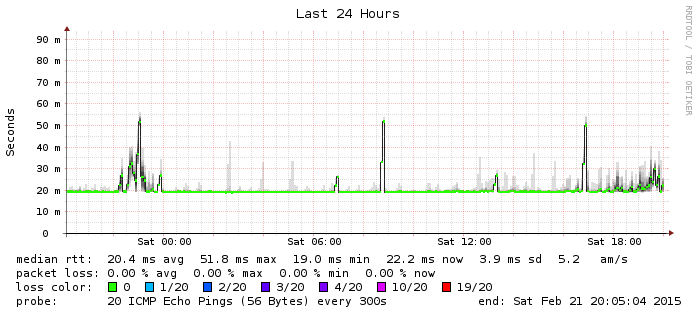 Last 24 Hours
RRDTOOL / TOBI OETIKER
Seconds
90 m
80 m
70 m
60 m
50 m
40 m
30 m
20 m
10 m
0
Sat 00:00 Sat 06:00 Sat 12:00 Sat 18:00
median rtt: 20.4 ms avg 51.8 ms max 19.0 ms min 22.2 ms now 3.9 ms sd 5.2 am/s
packet loss: 0.00 % avg 0.00 % max 0.00 % min 0.00 % now
loss color: 0 1/20 2/20 3/20 4/20 10/20 19/20
probe: 20 ICMP Echo Pings (56 Bytes) every 300s end: Sat Feb 21 20:05:04 2015